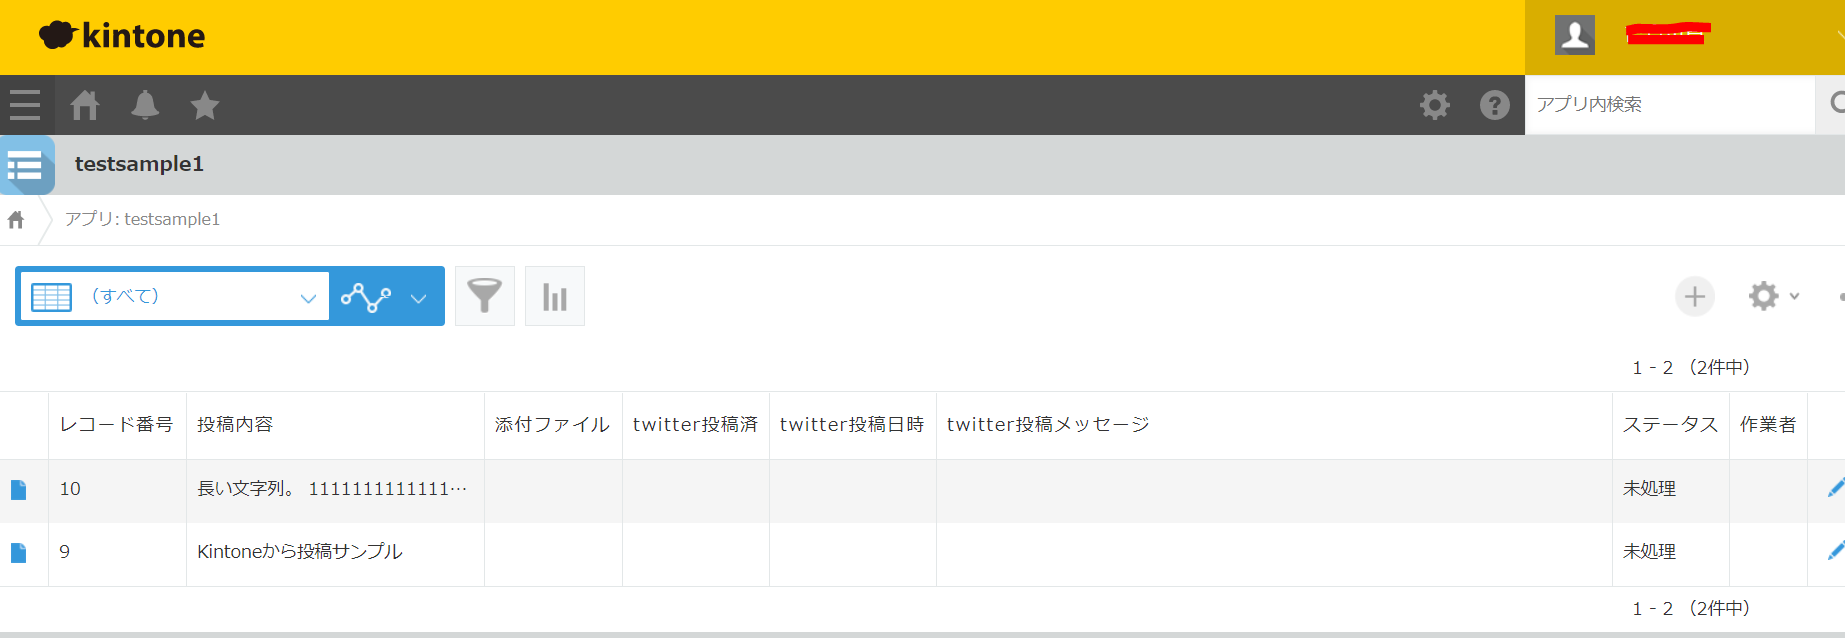 kintone
アプリ内検索
testsample1
アプリ: testsample1
（すべて）
1 - 2 （2件中）
レコード番号 投稿内容 添付ファイル twitter投稿済 twitter投稿日時 twitter投稿メッセージ ステータス 作業者
10 長い文字列。 1111111111111… 未処理
9 Kintoneから投稿サンプル 未処理
1 - 2 （2件中）